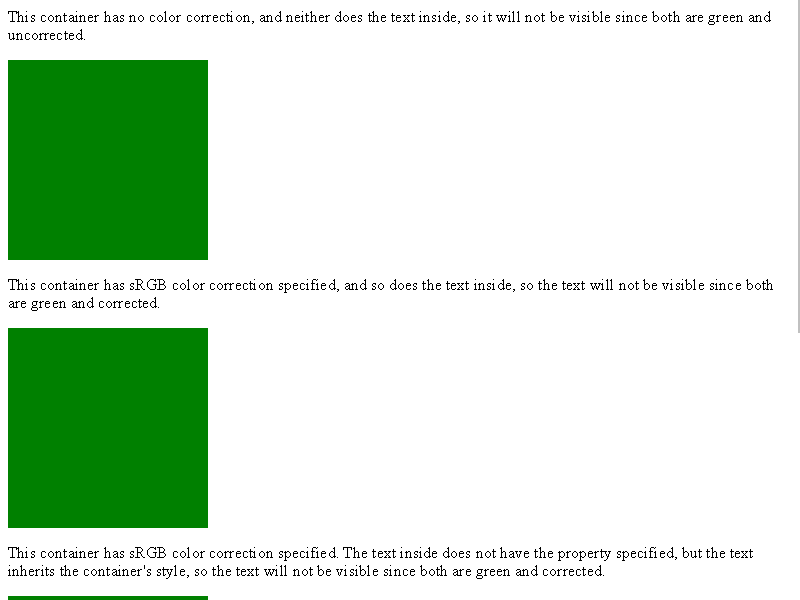 This container has no color correction, and neither does the text inside, so it will not be visible since both are green and
uncorrected.
This container has sRGB color correction specified, and so does the text inside, so the text will not be visible since both
are green and corrected.
This container has sRGB color correction specified. The text inside does not have the property specified, but the text
inherits the container's style, so the text will not be visible since both are green and corrected.